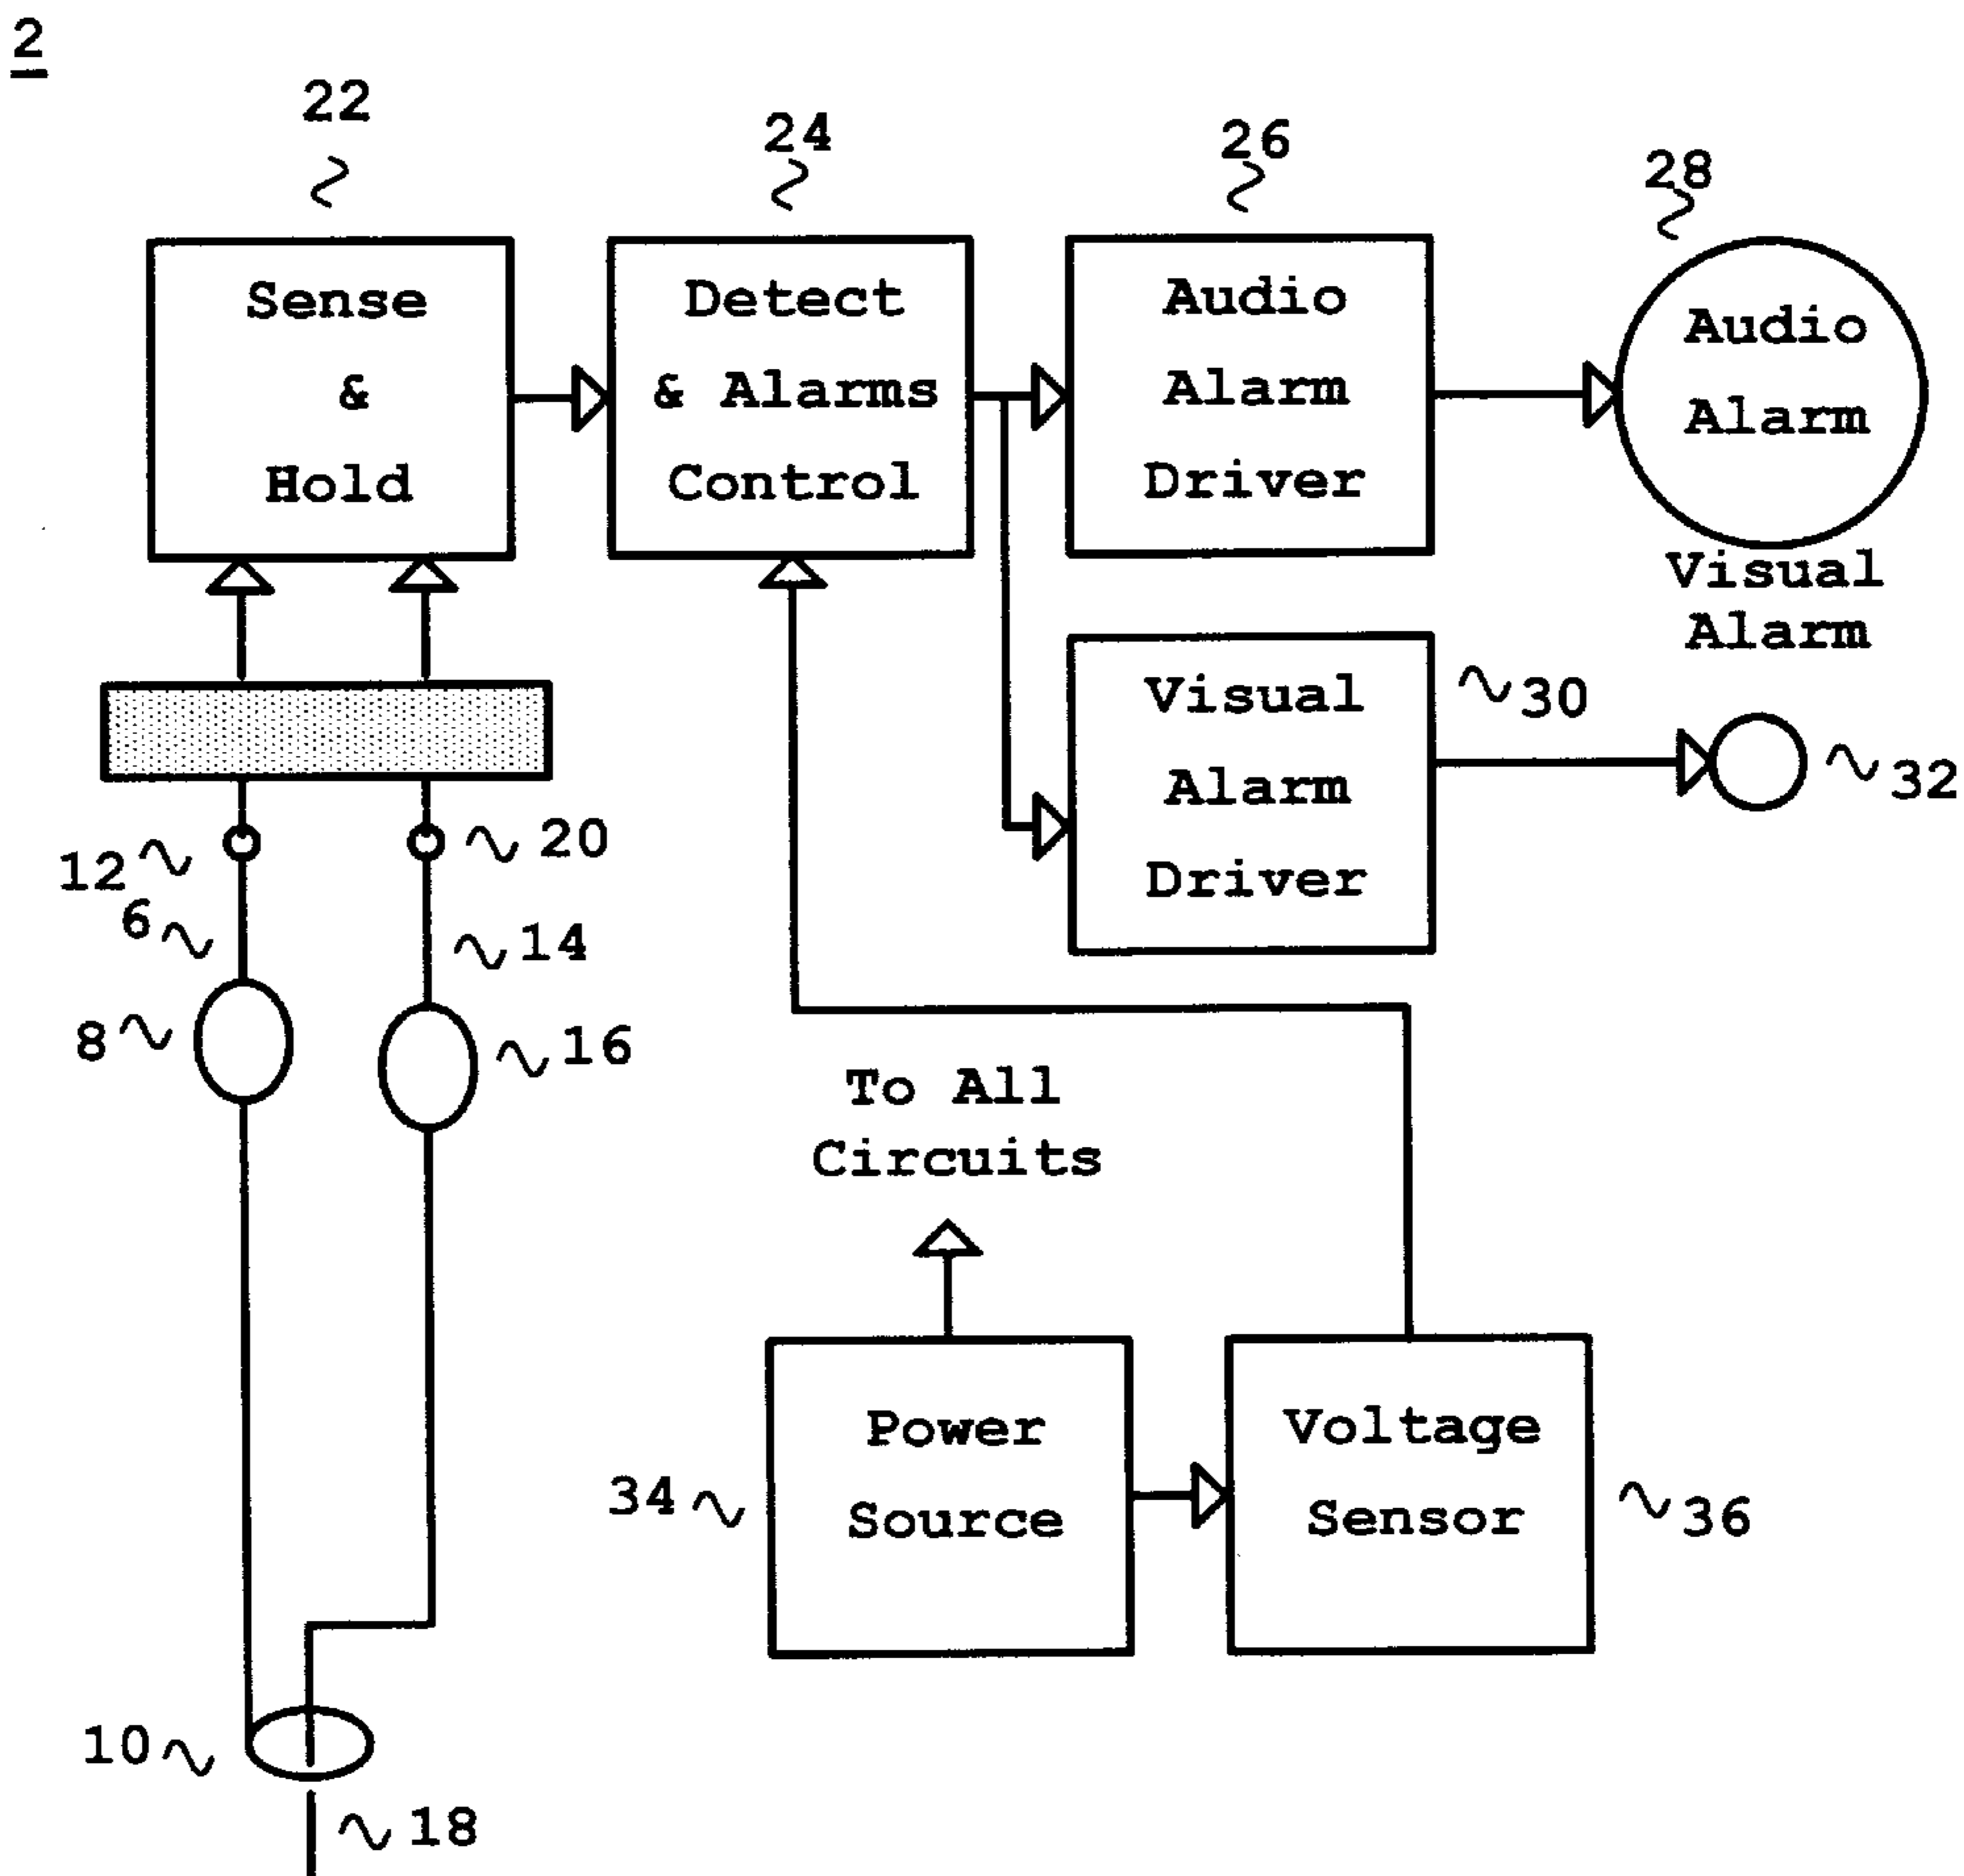 2
22
24
26
28
Sense
&
Hold
Detect
& Alarms
Control
Audio
Alarm
Driver
Audio
Alarm
Visual
Alarm
Visual
Alarm
Driver
30
32
12
20
6
14
8
16
To All
Circuits
Power
Source
Voltage
Sensor
34
36
10
18